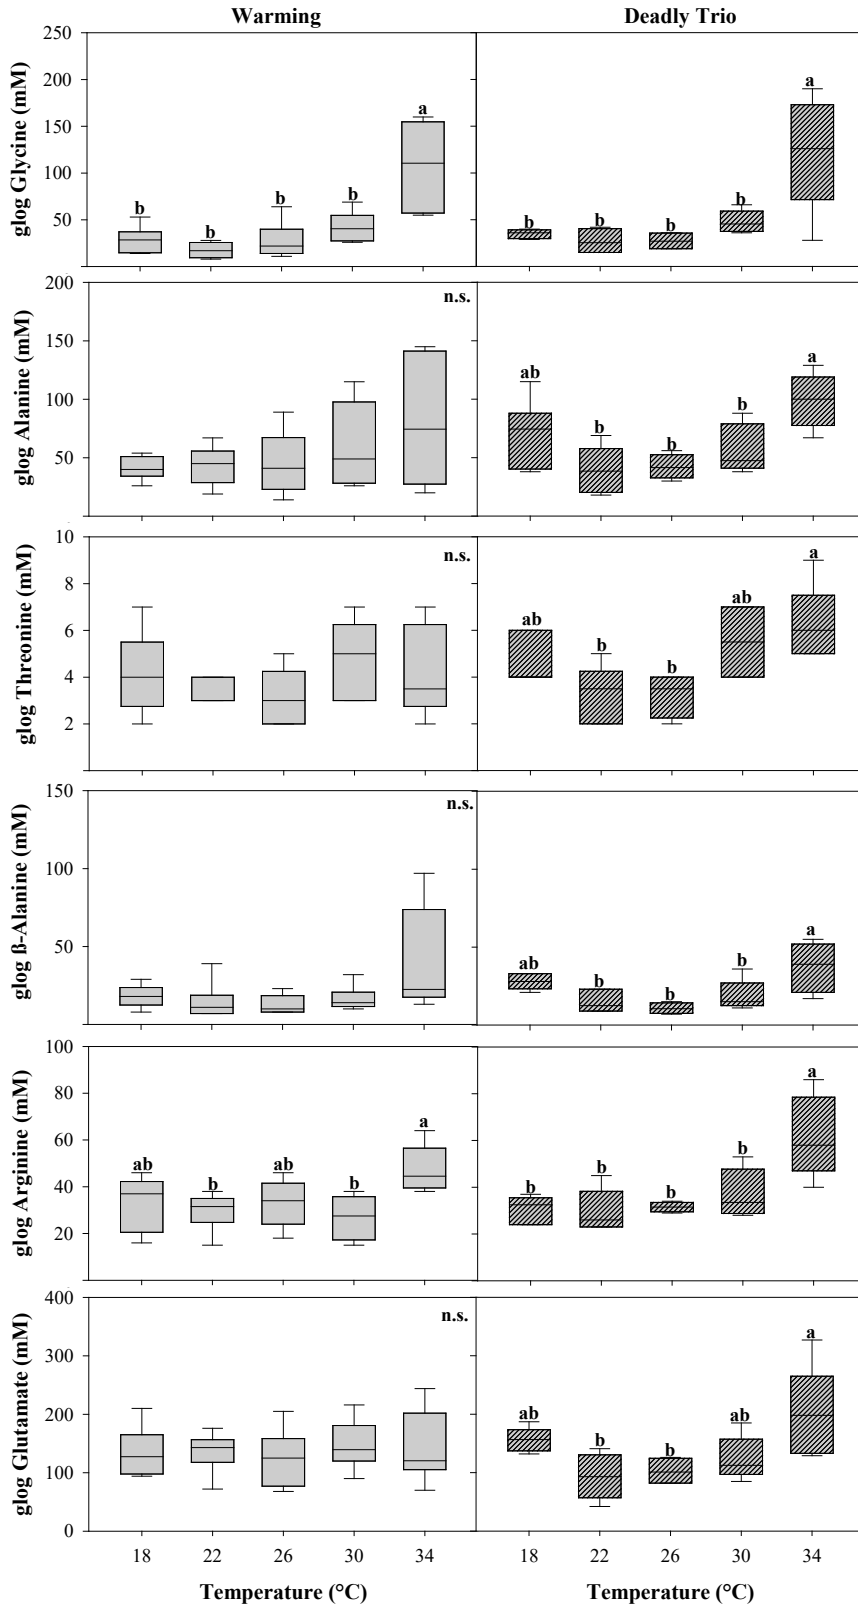 Warming Deadly Trio
glog Glycine (mM)
250
200
150
100
50
b b b b a
b b b b a
glog Alanine (mM)
200
150
100
50
n.s.
ab b b b a
glog Threonine (mM)
10
8
6
4
2
n.s.
ab b b ab a
glog ß-Alanine (mM)
150
100
50
n.s.
ab b b b a
glog Arginine (mM)
100
80
60
40
20
ab b ab b a
b b b b a
glog Glutamate (mM)
400
300
200
100
0
n.s.
ab b b ab a
18 22 26 30 34 18 22 26 30 34
Temperature (°C) Temperature (°C)